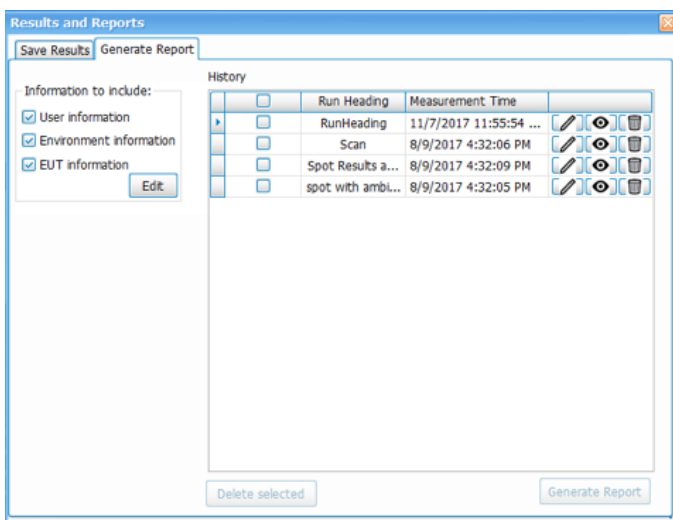 Results and Reports
Save Results Generate Report
Information to include:
User information
Environment information
EUT information
Edit
History
Run Heading Measurement Time
RunHeading 11/7/2017 11:55:54 ...
Scan 8/9/2017 4:32:06 PM
Spot Results a... 8/9/2017 4:32:09 PM
spot with ambi... 8/9/2017 4:32:05 PM
Delete selected Generate Report